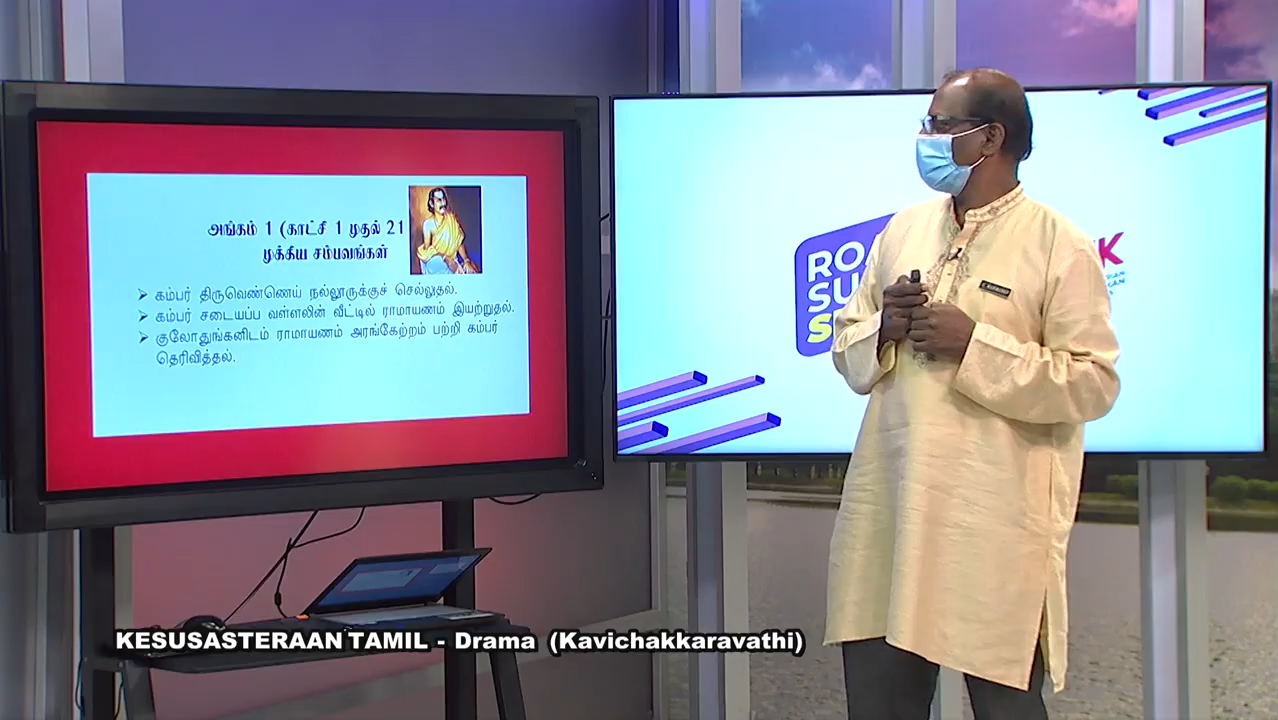 அங்கம் 1 (காட்சி 1 முதல் 21
முக்கிய சம்பவங்கள்
➢ கம்பர் திருவெண்ணெய் நல்லூருக்குச் செல்லுதல்.
➢ கம்பர் சடையப்ப வள்ளலின் வீட்டில் ராமாயணம் இயற்றுதல்.
➢ குலோதுங்கனிடம் ராமாயணம் அரங்கேற்றம் பற்றி கம்பர்
தெரிவித்தல்.
KESUSASTERAAN TAMIL - Drama (Kavichakkaravathi)